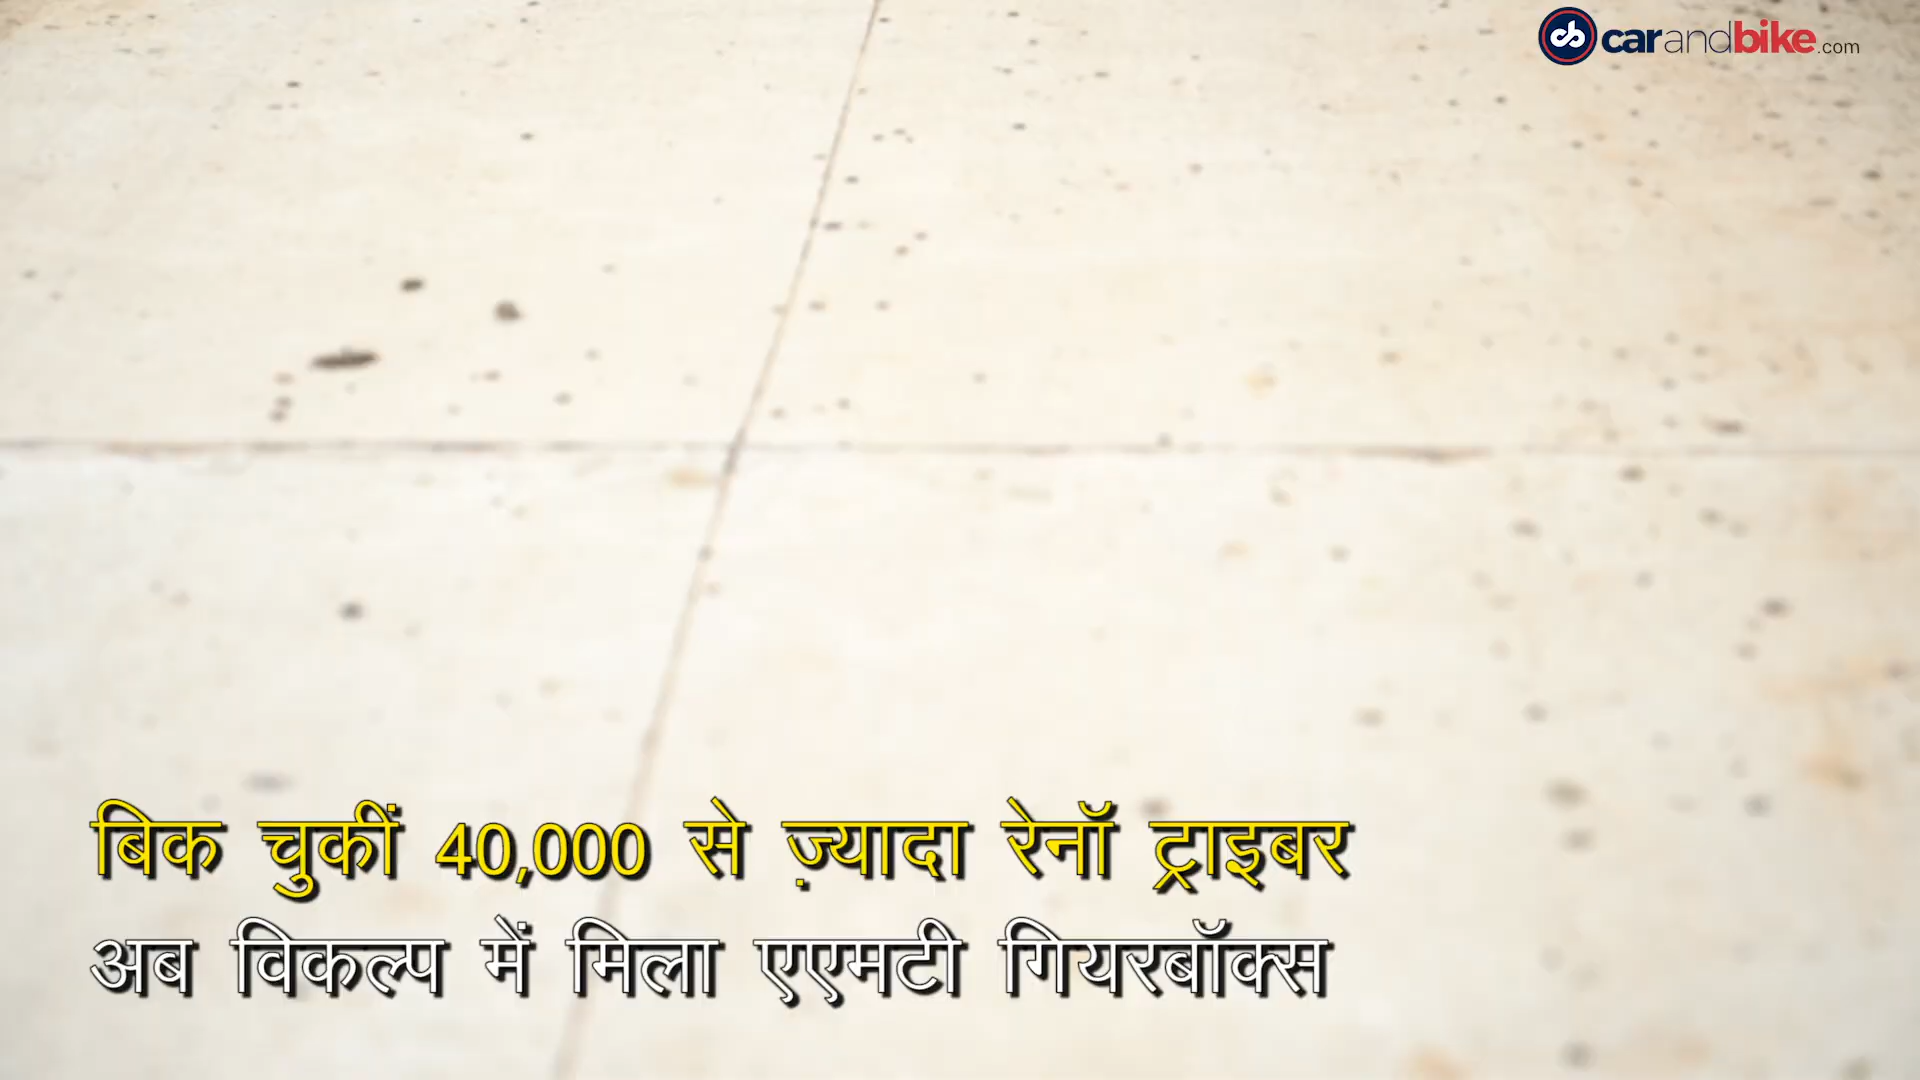 carandbike.com
बिक चुकीं 40,000 से ज़्यादा रेनॉ ट्राइबर
अब विकल्प में मिला एएमटी गियरबॉक्स